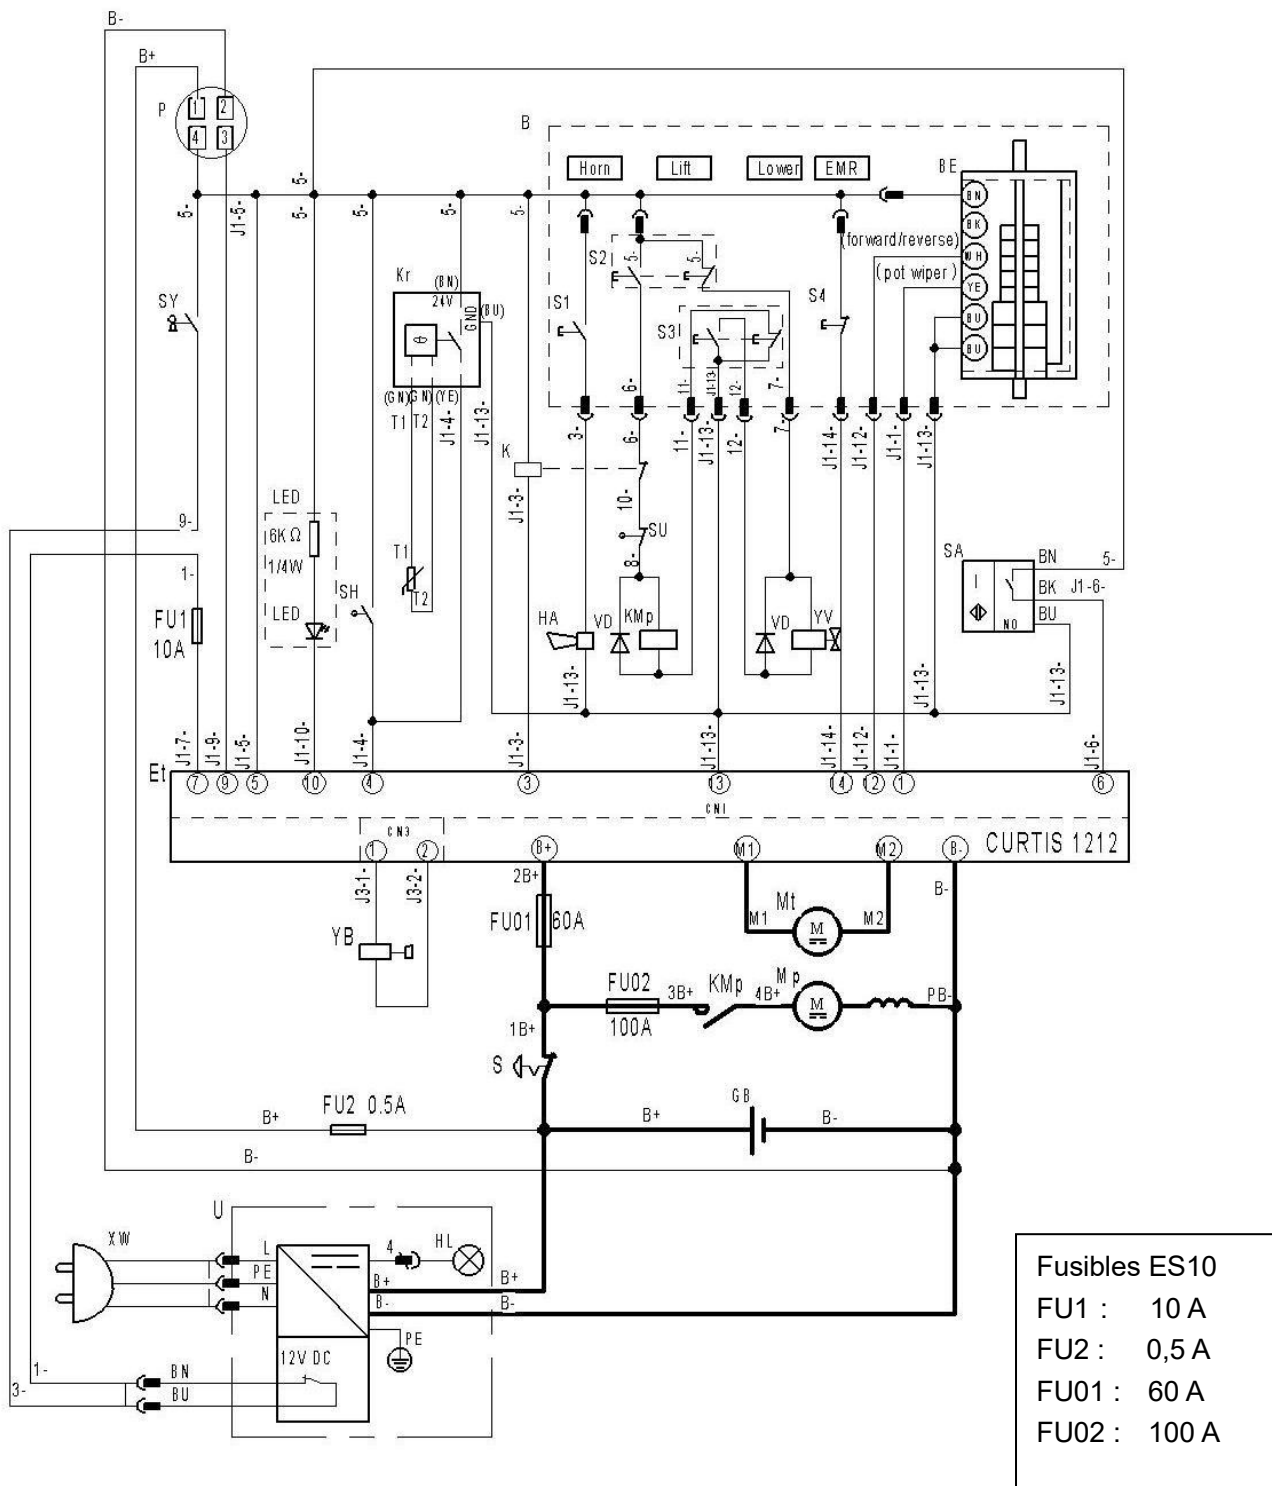 B-
B+
P
1
2
4
3
B
Horn
Lift
Lower
EMR
BE
BN
BK
WH
YE
BU
BU
(forward/reverse)
(pot wiper)
5-
5-
5-
J1-5-
5-
5-
5-
5-
SY
Kr
(BN)
24V
GND
(BU)
θ
(GN)
(GN)
(YE)
T1
T2
J1-4-
J1-13-
S1
S2
5-
5-
S3
S4
6-
11-
J1-13-
12-
7-
3-
6-
11-
J1-13-
12-
7-
J1-14-
J1-12-
J1-1-
J1-13-
K
J1-3-
10-
SU
8-
9-
1-
LED
6KΩ
1/4W
LED
SH
T1
T2
FU1
10A
HA
VD
KMp
VD
YV
SA
I
NO
BN
5-
BK
J1-6-
BU
J1-13-
J1-13-
J1-13-
Et
J1-7-
J1-9-
J1-5-
J1-10-
J1-4-
J1-3-
J1-13-
J1-14-
J1-12-
J1-1-
J1-6-
7
9
5
10
4
3
13
14
12
1
6
CN1
CN3
1
2
B+
M1
M2
B-
CURTIS 1212
J3-1-
J3-2-
2B+
B-
FU01
60A
Mt
M1
M
M2
YB
FU02
100A
3B+
KMp
4B+
Mp
M
PB-
1B+
S
B+
FU2 0.5A
B+
GB
B-
B-
U
XW
L
PE
N
4
HL
B+
B-
B+
B-
PE
12V DC
1-
BN
3-
BU
Fusibles ES10
FU1 : 10 A
FU2 : 0,5 A
FU01 : 60 A
FU02 : 100 A